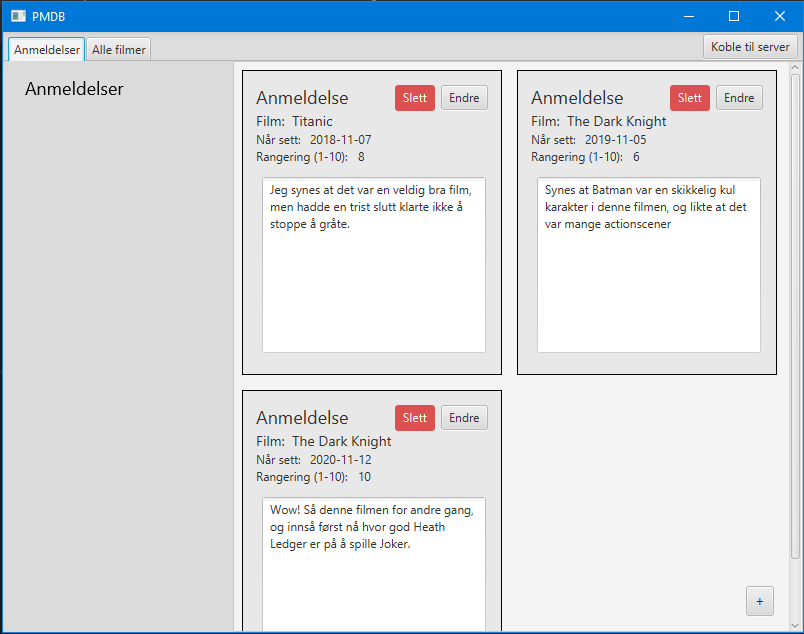 PMDB
Anmeldelser Alle filmer Koble til server
Anmeldelser
Anmeldelse Slett Endre
Film: Titanic
Når sett: 2018-11-07
Rangering (1-10): 8
Jeg synes at det var en veldig bra film,
men hadde en trist slutt klarte ikke å
stoppe å gråte.
Anmeldelse Slett Endre
Film: The Dark Knight
Når sett: 2019-11-05
Rangering (1-10): 6
Synes at Batman var en skikkelig kul
karakter i denne filmen, og likte at det
var mange actionscener
Anmeldelse Slett Endre
Film: The Dark Knight
Når sett: 2020-11-12
Rangering (1-10): 10
Wow! Så denne filmen for andre gang,
og innså først nå hvor god Heath
Ledger er på å spille Joker.
+